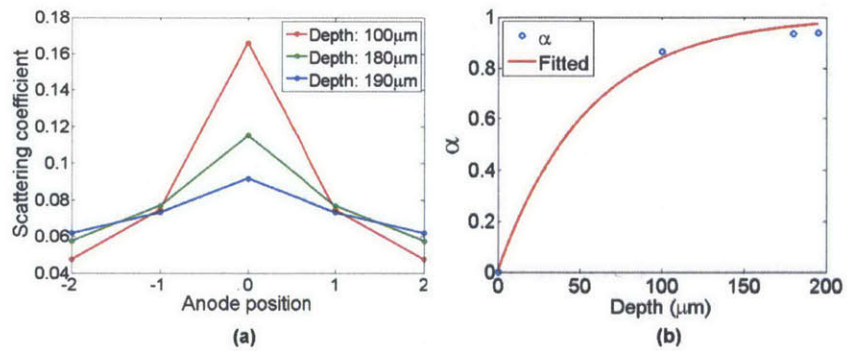 0.18
0.16
0.14
0.12
0.1
0.08
0.06
0.04
Scattering coefficient
Depth: 100μm
Depth: 180μm
Depth: 190μm
-2
-1
0
1
2
Anode position
(a)
1
0.8
0.6
0.4
0.2
0
α
α
Fitted
0
50
100
150
200
Depth (μm)
(b)